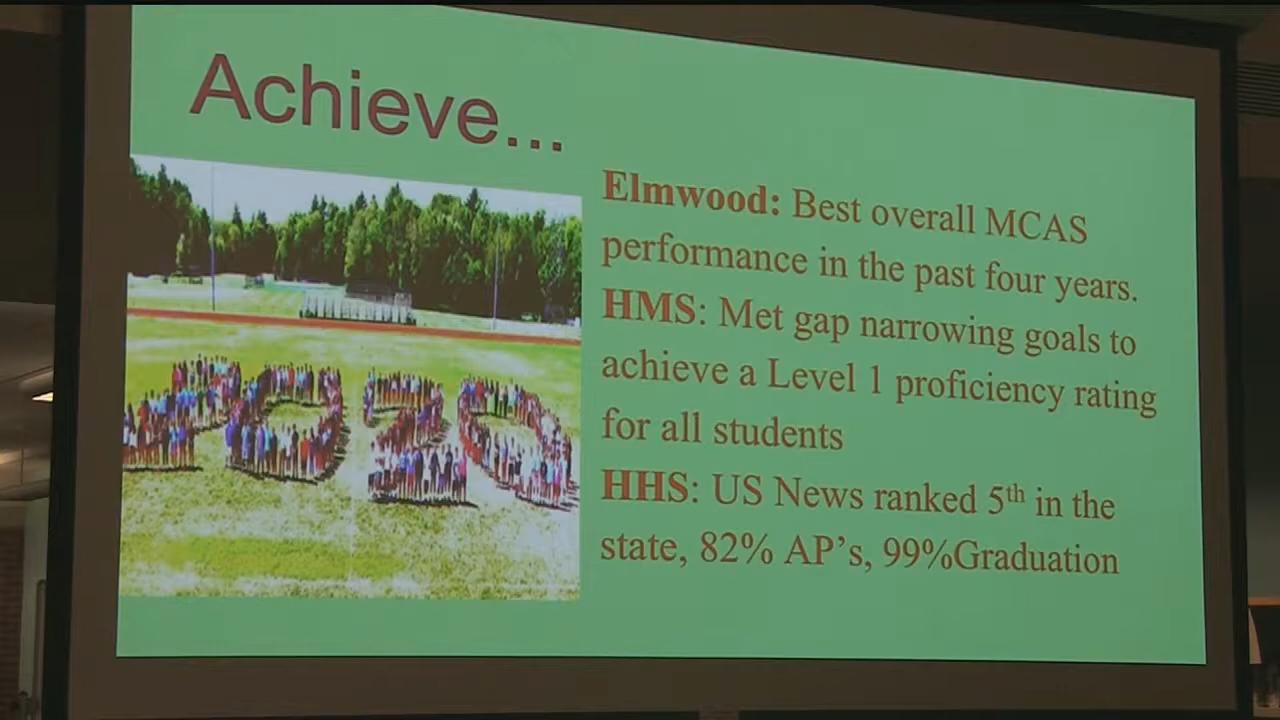 Achieve...
Elmwood: Best overall MCAS
performance in the past four years.
HMS: Met gap narrowing goals to
achieve a Level 1 proficiency rating
for all students
HHS: US News ranked 5th in the
state, 82% AP's, 99%Graduation
2020